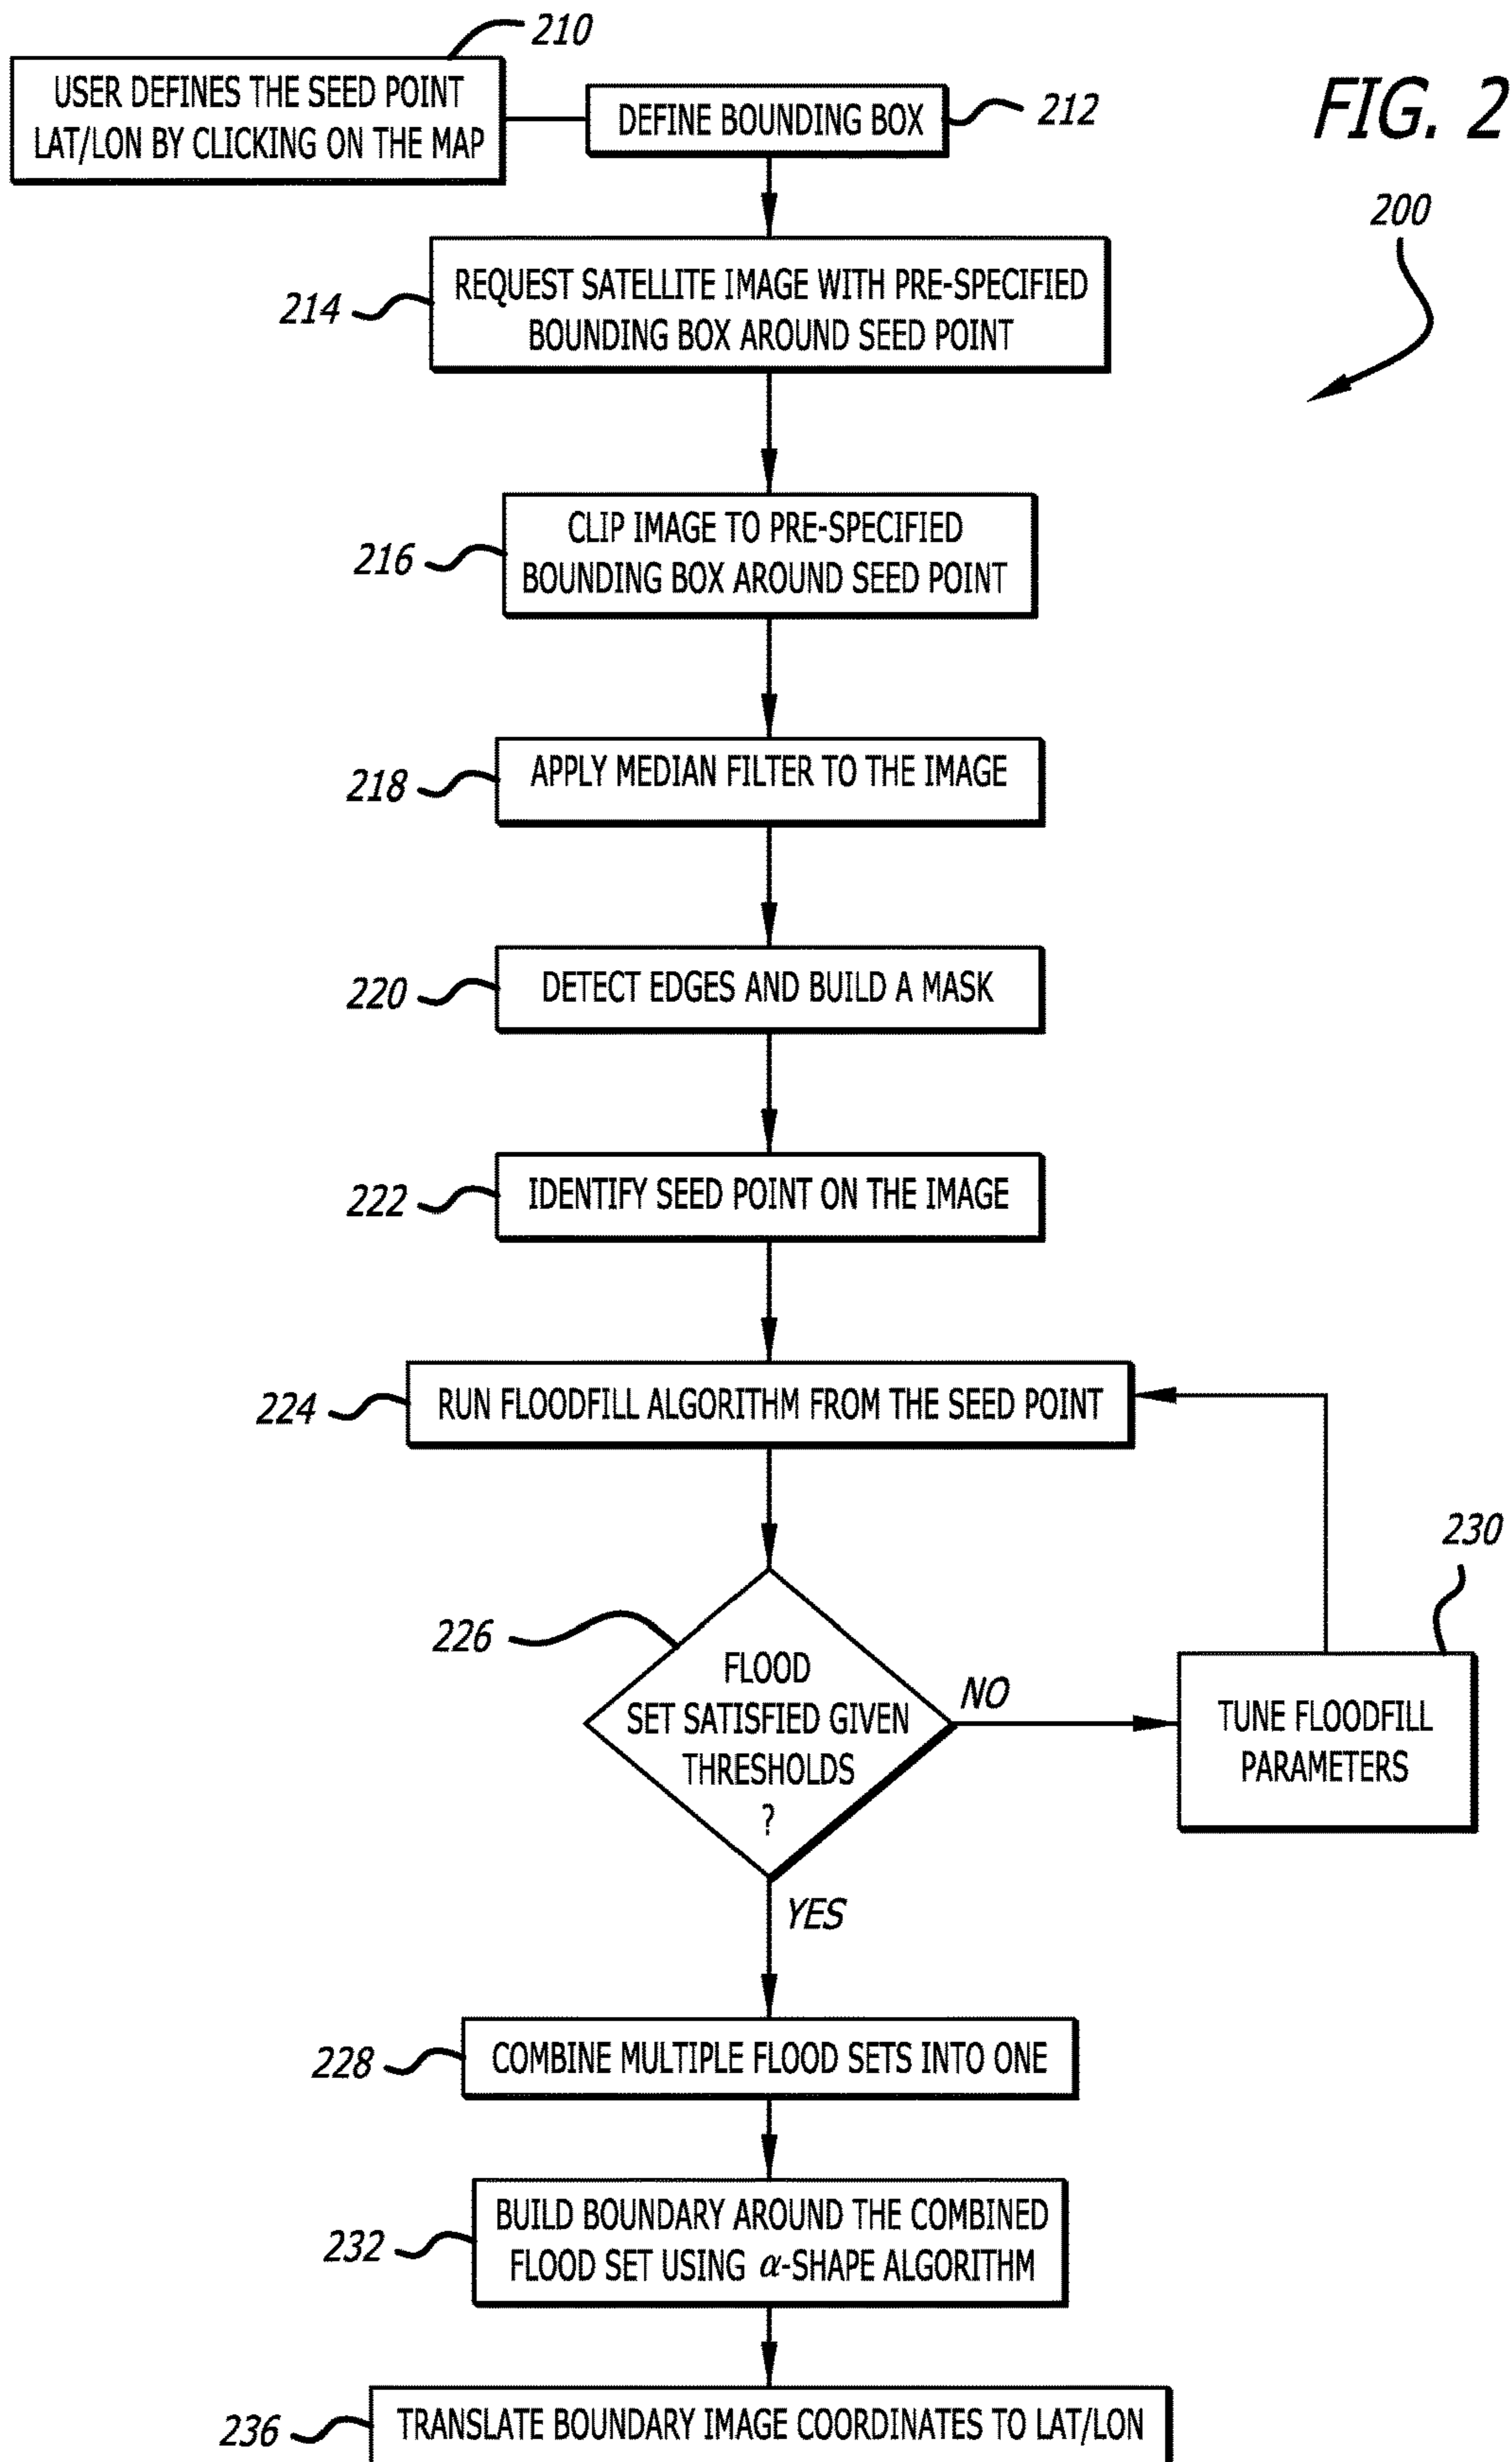 210
USER DEFINES THE SEED POINT
LAT/LON BY CLICKING ON THE MAP
DEFINE BOUNDING BOX
212
FIG. 2
200
214
REQUEST SATELLITE IMAGE WITH PRE-SPECIFIED
BOUNDING BOX AROUND SEED POINT
216
CLIP IMAGE TO PRE-SPECIFIED
BOUNDING BOX AROUND SEED POINT
218
APPLY MEDIAN FILTER TO THE IMAGE
220
DETECT EDGES AND BUILD A MASK
222
IDENTIFY SEED POINT ON THE IMAGE
224
RUN FLOODFILL ALGORITHM FROM THE SEED POINT
226
FLOOD
SET SATISFIED GIVEN
THRESHOLDS
?
NO
230
TUNE FLOODFILL
PARAMETERS
YES
228
COMBINE MULTIPLE FLOOD SETS INTO ONE
232
BUILD BOUNDARY AROUND THE COMBINED
FLOOD SET USING α-SHAPE ALGORITHM
236
TRANSLATE BOUNDARY IMAGE COORDINATES TO LAT/LON